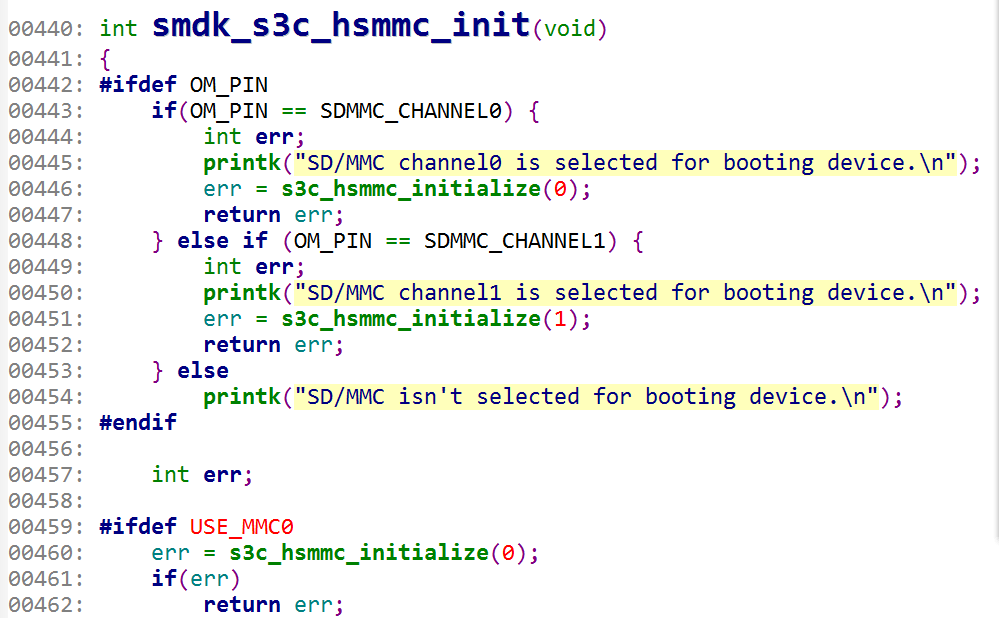 00440: int smdk_s3c_hsmmc_init(void)
00441: {
00442: #ifdef OM_PIN
00443:     if(OM_PIN == SDMMC_CHANNEL0) {
00444:         int err;
00445:         printk("SD/MMC channel0 is selected for booting device.\n");
00446:         err = s3c_hsmmc_initialize(0);
00447:         return err;
00448:     } else if (OM_PIN == SDMMC_CHANNEL1) {
00449:         int err;
00450:         printk("SD/MMC channel1 is selected for booting device.\n");
00451:         err = s3c_hsmmc_initialize(1);
00452:         return err;
00453:     } else
00454:         printk("SD/MMC isn't selected for booting device.\n");
00455: #endif
00456:
00457:     int err;
00458:
00459: #ifdef USE_MMC0
00460:     err = s3c_hsmmc_initialize(0);
00461:     if(err)
00462:         return err;